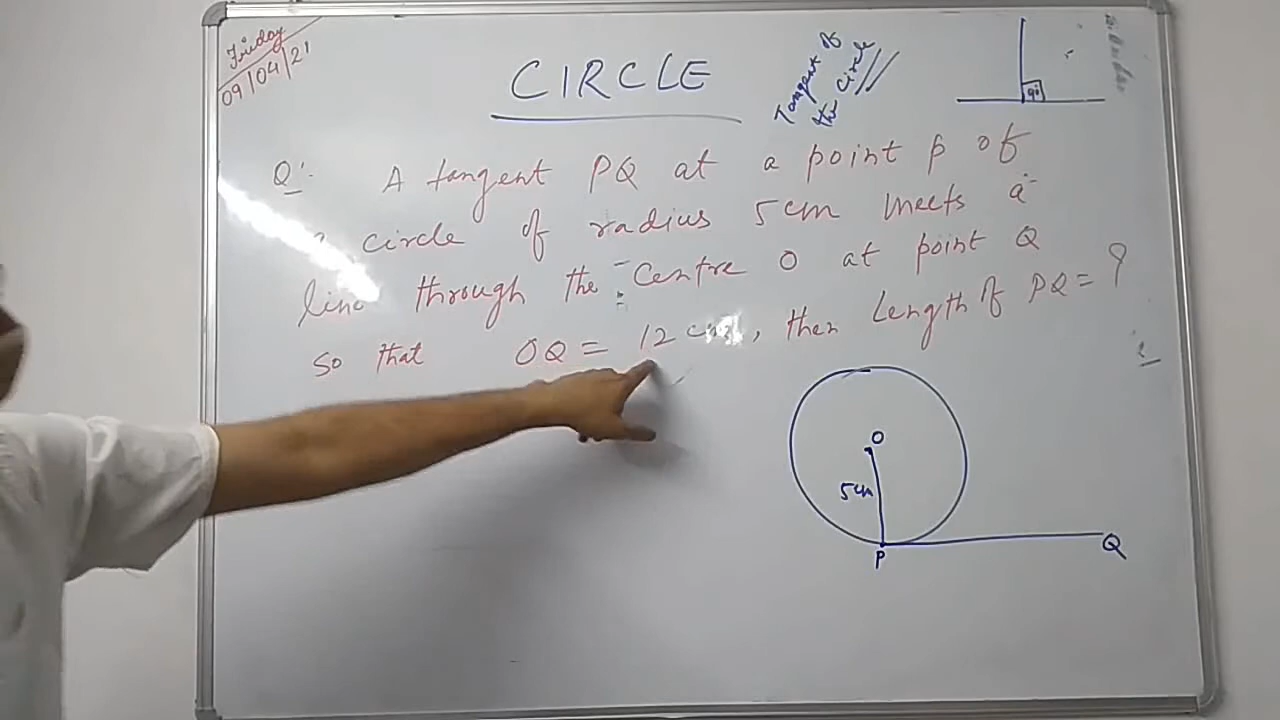 Friday
09/04/21
CIRCLE
Tangent of
the circle
90°
Q:- A tangent PQ at a point p of
circle of radius 5cm meets a
line through the centre O at point Q
so that OQ = 12 cm, then Length of PQ = ?
O
5cm
P
Q